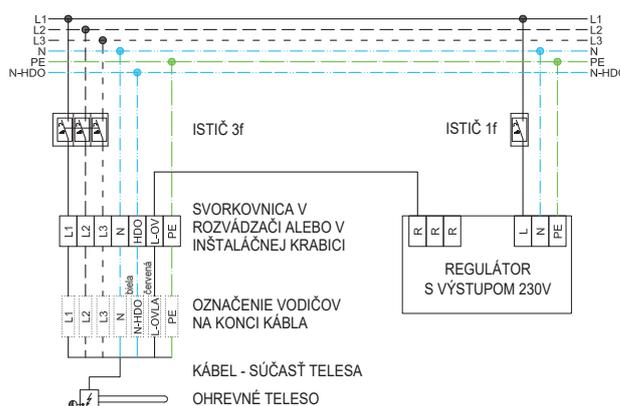 L1 L1
L2 L2
L3 L3
N N
PE PE
N-HDO N-HDO
ISTIČ 3f
ISTIČ 1f
SVORKOVNICA V
ROZVÁDZAČI ALEBO V
INŠTALÁČNEJ KRABICI
L1 L2 L3 N HDO L-OV PE
R R R L N PE
REGULÁTOR
S VÝSTUPOM 230V
biela
červená
OZNAČENIE VODIČOV
NA KONCI KÁBLA
L1 L2 L3 N N-HDO L-OVLA PE
KÁBEL - SÚČASŤ TELESA
OHREVNÉ TELESO